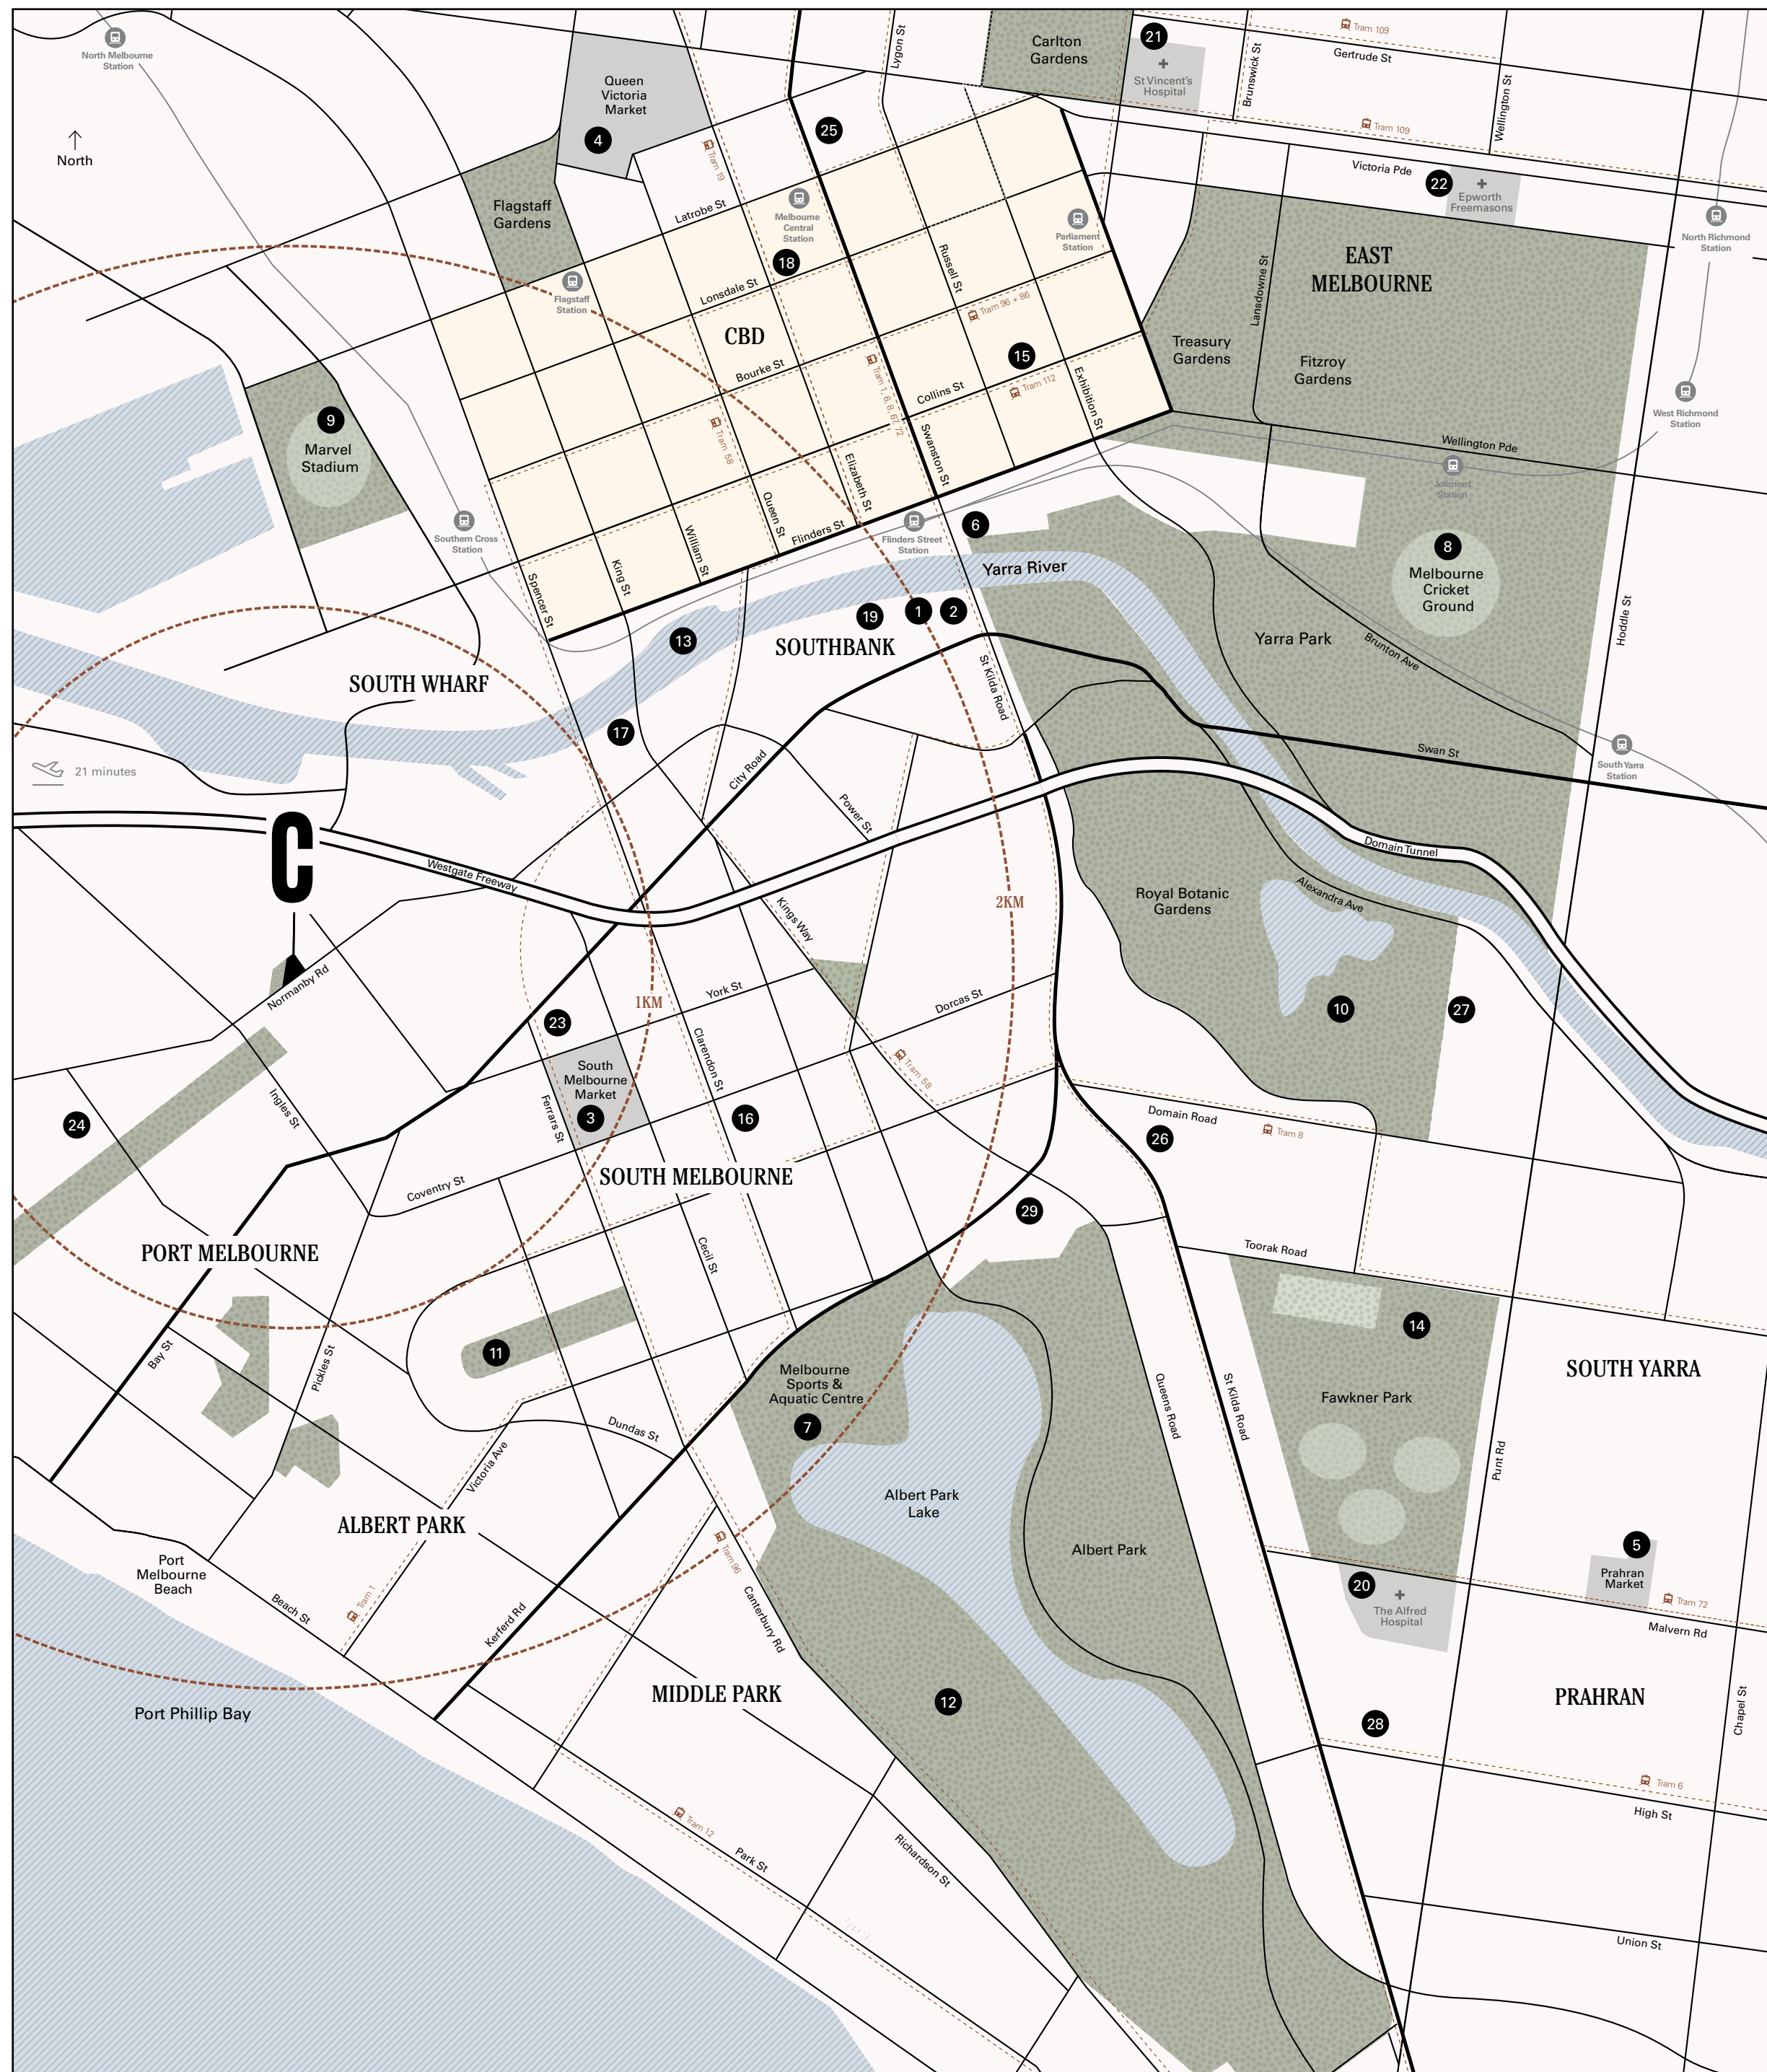 North Melbourne
Station
North
Queen
Victoria
Market
4
Tram 19
25
Lygon St
Carlton
Gardens
21
St Vincent's
Hospital
Brunswick St
Tram 109
Gertrude St
Wellington St
Tram 109
Victoria Pde
22
Epworth
Freemasons
North Richmond
Station
Flagstaff
Gardens
Latrobe St
Melbourne
Central
Station
18
Parliament
Station
Flagstaff
Station
Lonsdale St
Russell St
Tram 96 + 86
CBD
Bourke St
Tram 1, 6, 8, 67, 72
15
Tram 112
Collins St
Exhibition St
Lansdowne St
EAST
MELBOURNE
Treasury
Gardens
Fitzroy
Gardens
West Richmond
Station
Wellington Pde
Jolimont
Station
9
Marvel
Stadium
Southern Cross
Station
Tram 58
Swanston St
Elizabeth St
Queen St
Flinders St
William St
King St
Spencer St
Flinders Street
Station
6
Yarra River
8
Melbourne
Cricket
Ground
Hoddle St
Yarra Park
Brunton Ave
19
1
2
13
SOUTHBANK
SOUTH WHARF
17
St Kilda Road
Swan St
South Yarra
Station
21 minutes
City Road
Power St
C
Westgate Freeway
Domain Tunnel
Alexandra Ave
Royal Botanic
Gardens
Kings Way
2KM
1KM
Normanby Rd
York St
Dorcas St
10
27
23
South
Melbourne
Market
3
Clarendon St
Ferrars St
16
Tram 58
Ingles St
24
Domain Road
Tram 8
26
SOUTH MELBOURNE
Coventry St
29
PORT MELBOURNE
Cecil St
Toorak Road
14
11
Bay St
Pickles St
Melbourne
Sports &
Aquatic Centre
7
Queens Road
St Kilda Road
Fawkner Park
SOUTH YARRA
Punt Rd
Dundas St
Victoria Ave
Albert Park
Lake
ALBERT PARK
Albert Park
Port
Melbourne
Beach
Tram 96
Canterbury Rd
Tram 1
Beach St
Kerferd Rd
5
Prahran
Market
20
The Alfred
Hospital
Tram 72
Malvern Rd
Port Phillip Bay
MIDDLE PARK
12
28
PRAHRAN
Chapel St
Tram 6
High St
Tram 12
Park St
Richardson St
Union St